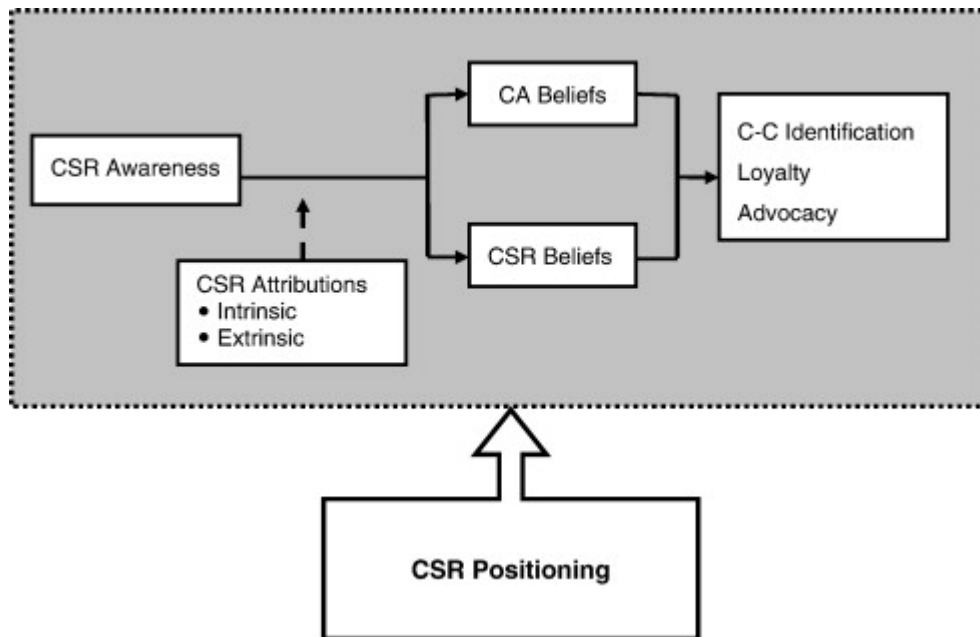 CSR Awareness
CSR Attributions
• Intrinsic
• Extrinsic
CA Beliefs
CSR Beliefs
C-C Identification
Loyalty
Advocacy
CSR Positioning